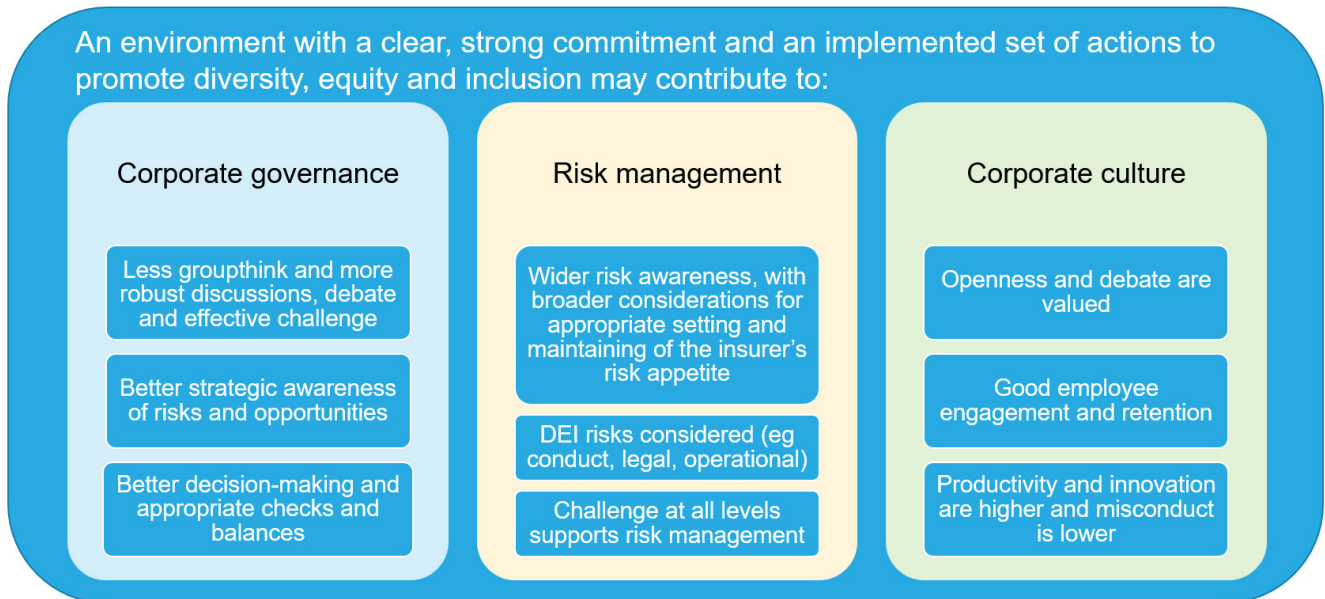 An environment with a clear, strong commitment and an implemented set of actions to
promote diversity, equity and inclusion may contribute to:
Corporate governance
Less groupthink and more
robust discussions, debate
and effective challenge
Better strategic awareness
of risks and opportunities
Better decision-making and
appropriate checks and
balances
Risk management
Wider risk awareness, with
broader considerations for
appropriate setting and
maintaining of the insurer’s
risk appetite
DEI risks considered (eg
conduct, legal, operational)
Challenge at all levels
supports risk management
Corporate culture
Openness and debate are
valued
Good employee
engagement and retention
Productivity and innovation
are higher and misconduct
is lower